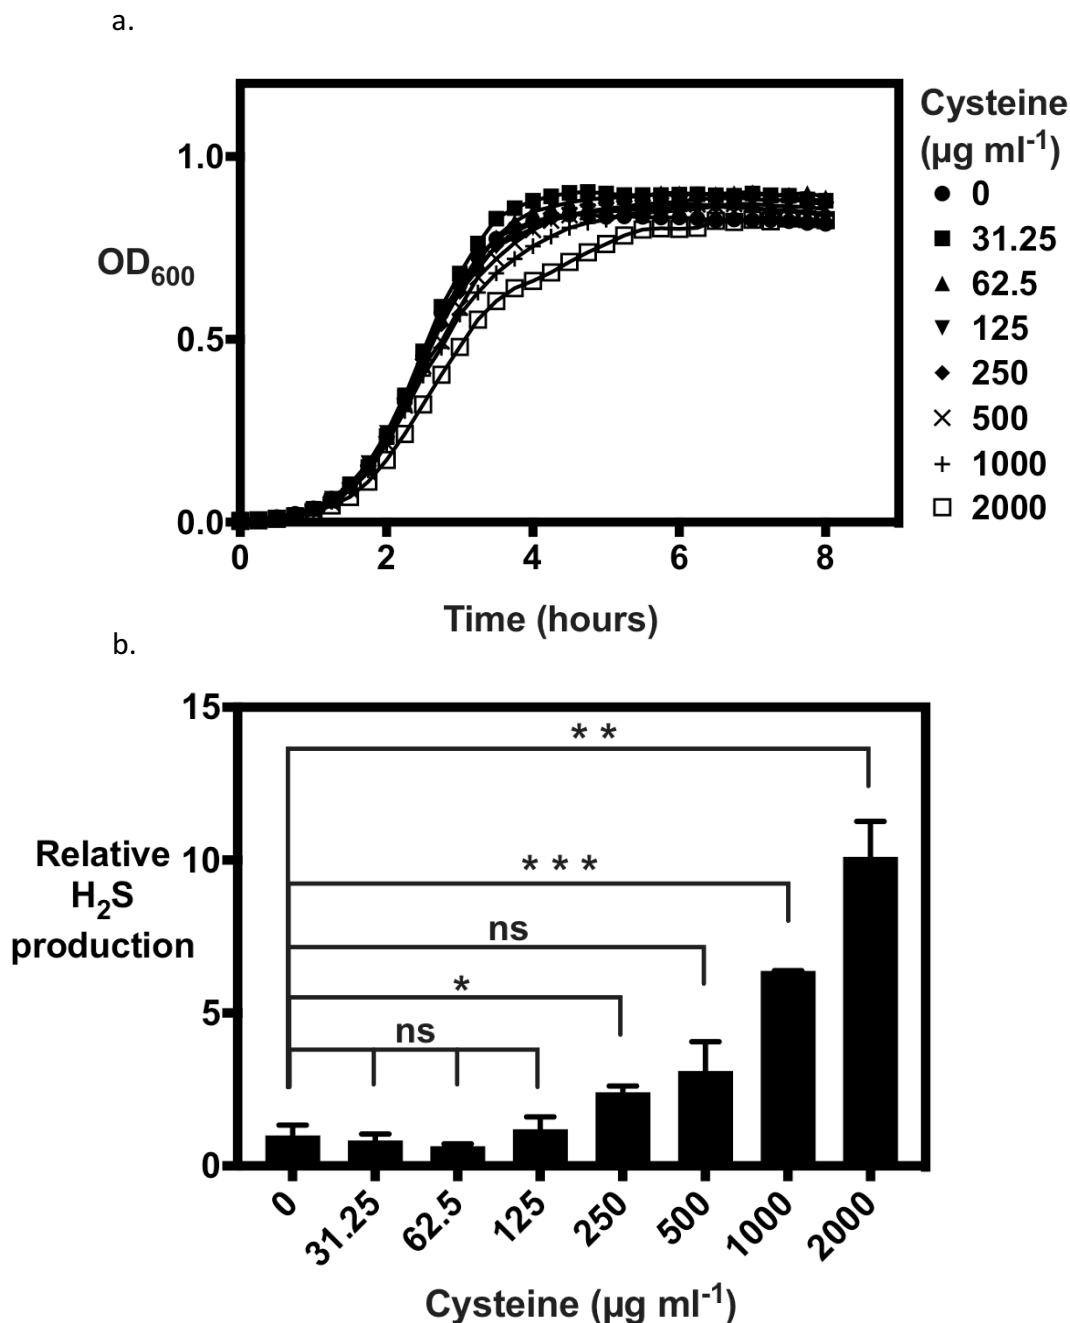 a.
Cysteine
(µg ml-1)
1.0
0
31.25
OD600
62.5
125
0.5
250
500
1000
0.0
2000
0 2 4 6 8
Time (hours)
b.
15
* *
Relative
H2S
production
10
* * *
ns
*
5
ns
0
0 31.25 62.5 125 250 500 1000 2000
Cysteine (µg ml-1)